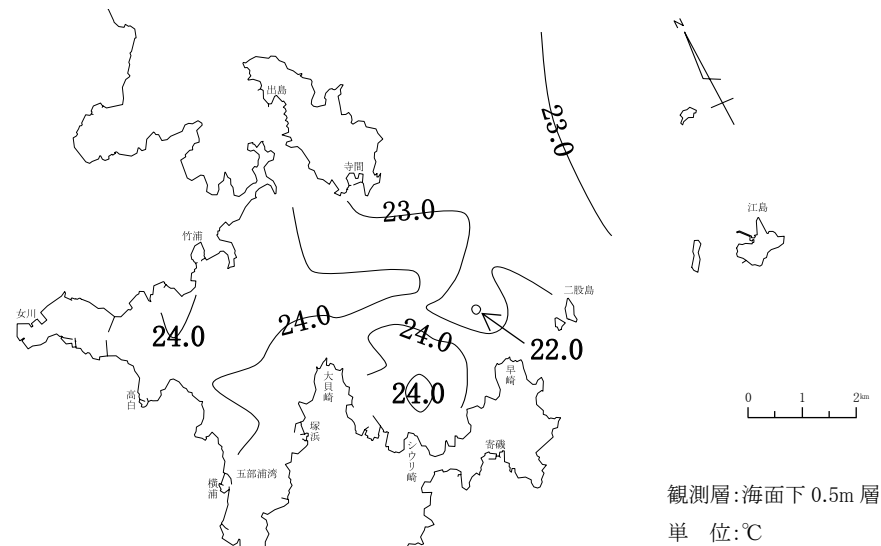 N
出島
寺間
23.0
23.0
江島
竹浦
二股島
女川
24.0
24.0
24.0
22.0
大貝崎
早崎
24.0
高白
0 1 2km
塚浜
シウリ崎
寄磯
五部浦湾
横浦
観測層:海面下 0.5m 層
単 位:℃